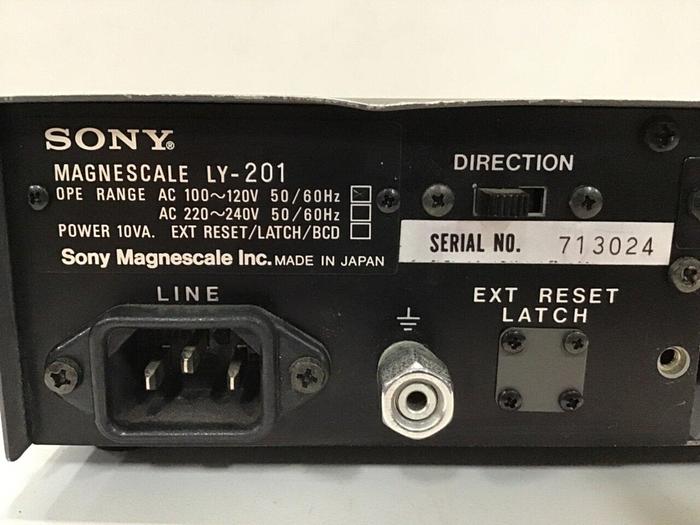 SONY®
MAGNESCALE LY-201
OPE RANGE AC 100~120V 50/60Hz
AC 220~240V 50/60Hz
POWER 10VA. EXT RESET/LATCH/BCD
Sony Magnescale Inc. MADE IN JAPAN
DIRECTION
SERIAL NO. 713024
LINE
EXT RESET
LATCH